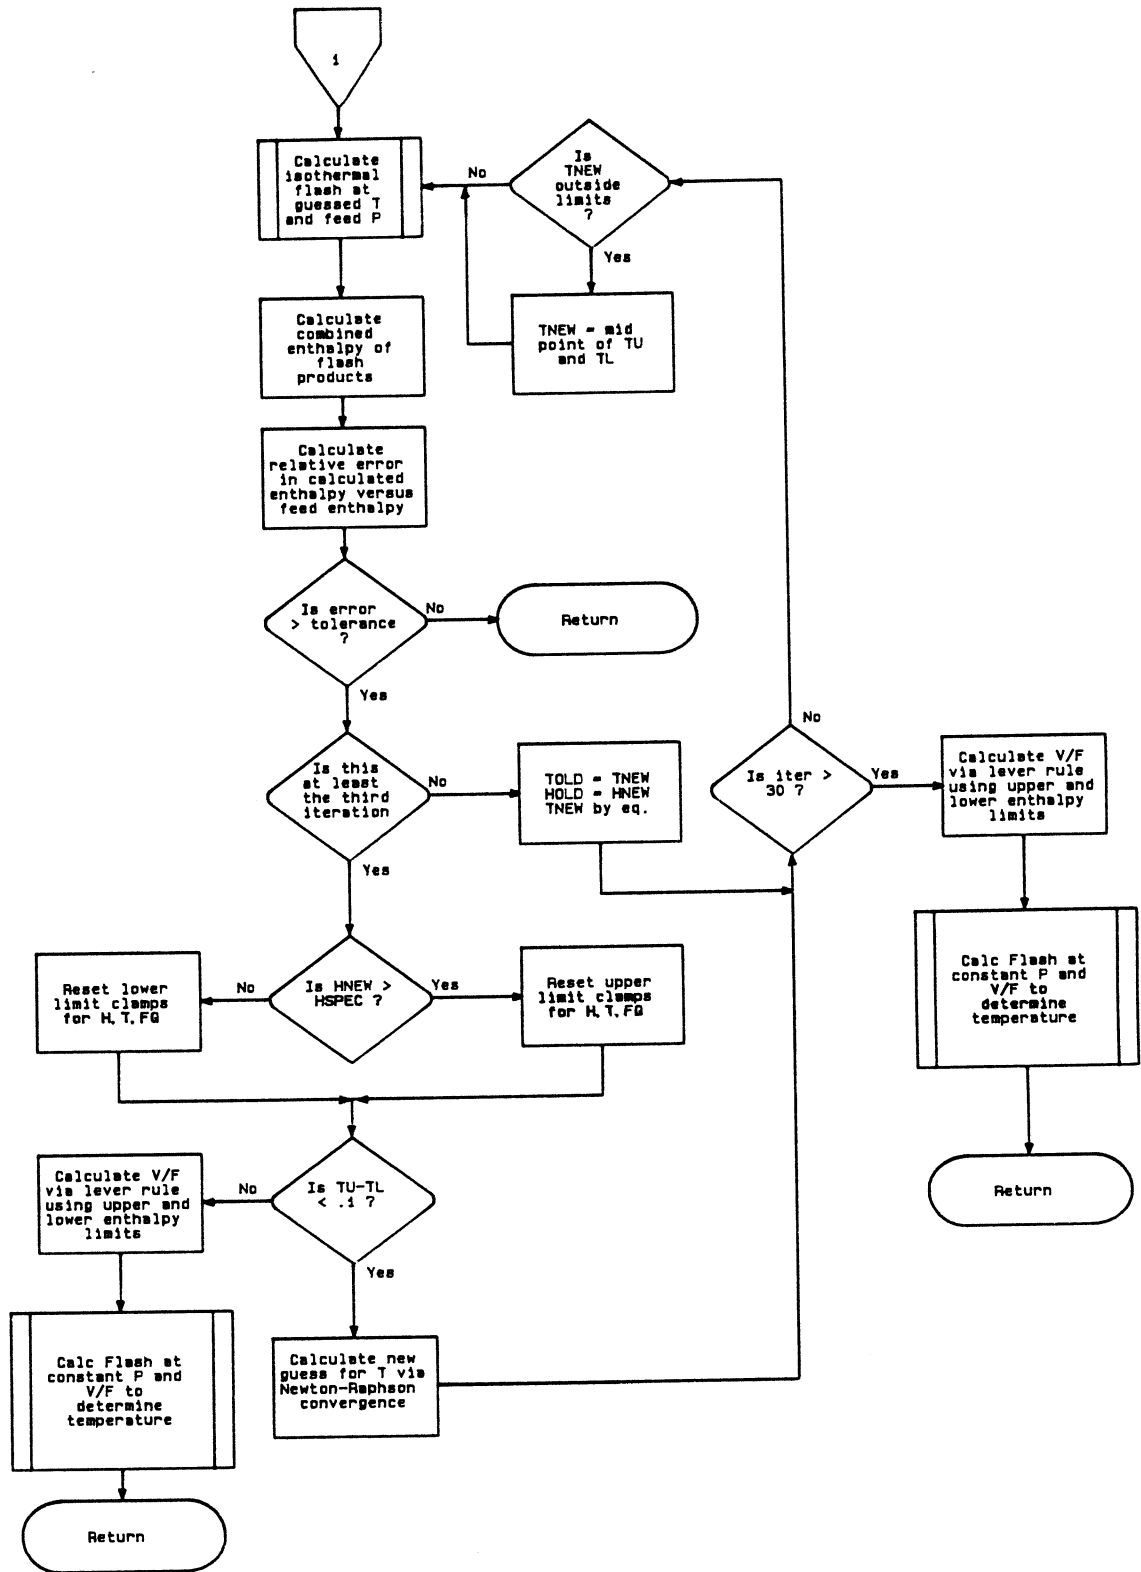 1
Calculate
isothermal
flash at
guessed T
and feed P
No
Is
TNEW
outside
limits
?
Yes
TNEW = mid
point of TU
and TL
Calculate
combined
enthalpy of
flash
products
Calculate
relative error
in calculated
enthalpy versus
feed enthalpy
Is error
> tolerance
?
No
Return
Yes
Is this
at least
the third
iteration
No
TOLD = TNEW
HOLD = HNEW
TNEW by eq.
Yes
Is iter >
30 ?
No
Yes
Calculate V/F
via lever rule
using upper and
lower enthalpy
limits
Calc Flash at
constant P and
V/F to
determine
temperature
Return
Is HNEW >
HSPEC ?
No
Reset lower
limit clamps
for H,T,FQ
Yes
Reset upper
limit clamps
for H,T,FQ
Is TU-TL
< .1 ?
No
Calculate V/F
via lever rule
using upper and
lower enthalpy
limits
Calc Flash at
constant P and
V/F to
determine
temperature
Return
Yes
Calculate new
guess for T via
Newton-Raphson
convergence